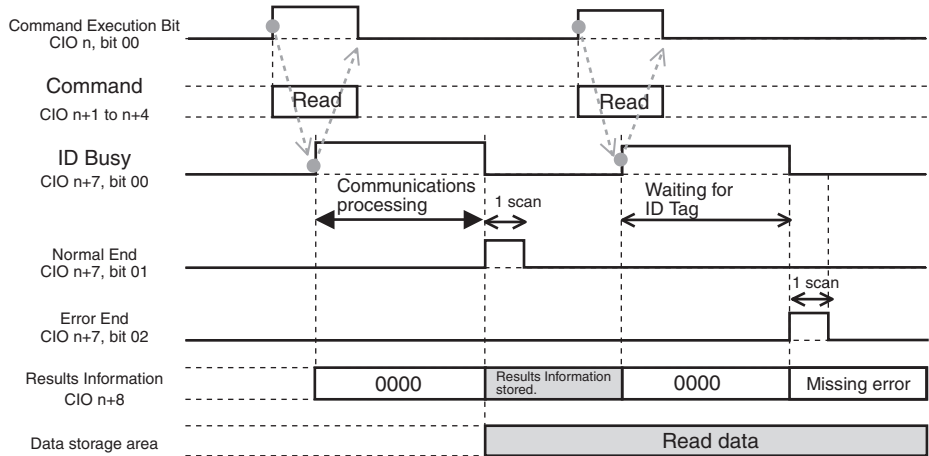 Command Execution Bit
CIO n, bit 00
Command
CIO n+1 to n+4
Read
Read
ID Busy
CIO n+7, bit 00
Communications
processing
1 scan
Waiting for
ID Tag
Normal End
CIO n+7, bit 01
1 scan
Error End
CIO n+7, bit 02
Results Information
CIO n+8
0000
Results Information
stored.
0000
Missing error
Data storage area
Read data